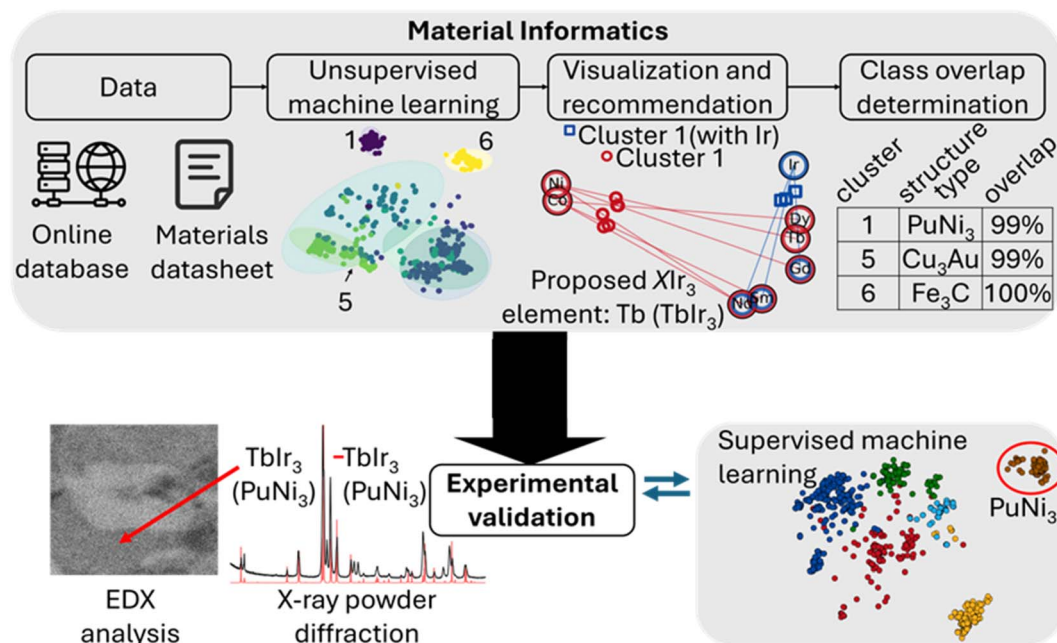 Material Informatics
Data
Unsupervised
machine learning
Visualization and
recommendation
Class overlap
determination
Online
database
Materials
datasheet
1
6
5
Cluster 1(with Ir)
Cluster 1
Ni
Co
Ir
Dy
Tb
Gd
Nd
Sm
Proposed XIr₃
element: Tb (TbIr₃)
cluster
structure
type
overlap
1 PuNi₃ 99%
5 Cu₃Au 99%
6 Fe₃C 100%
TbIr₃
(PuNi₃)
TbIr₃
(PuNi₃)
EDX
analysis
X-ray powder
diffraction
Experimental
validation
Supervised machine
learning
PuNi₃